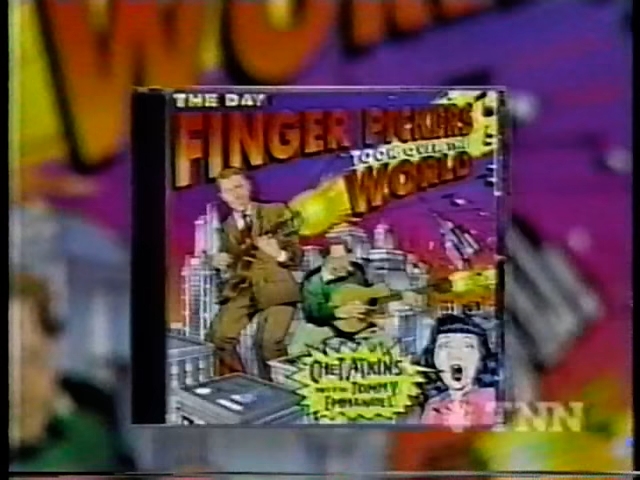 THE DAY
FINGER PICKERS
TOOK OVER THE
WORLD
CHET ATKINS
WITH TOMMY
EMMANUEL
TNN